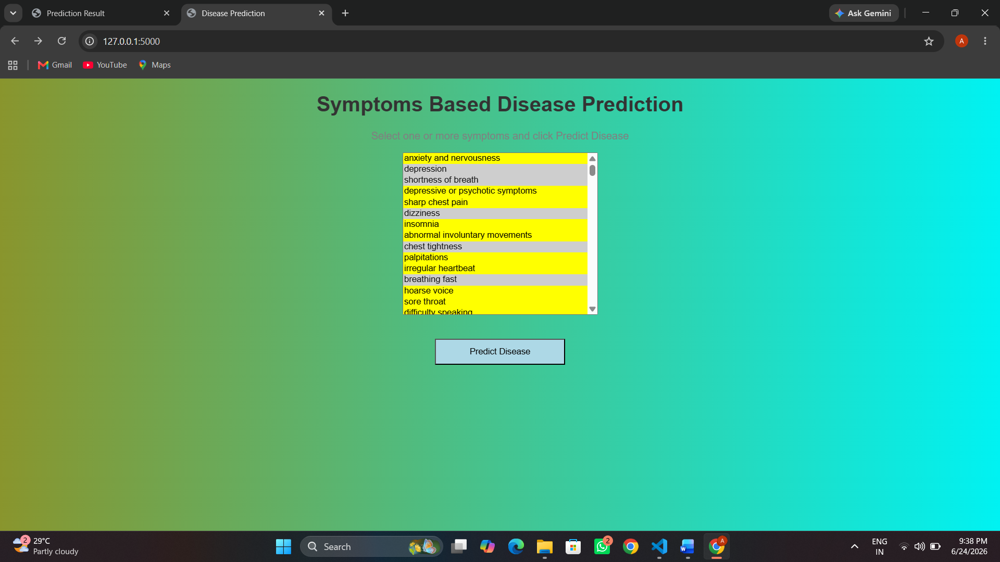 Prediction Result
Disease Prediction
Ask Gemini
127.0.0.1:5000
A
Gmail
YouTube
Maps
Symptoms Based Disease Prediction
Select one or more symptoms and click Predict Disease
anxiety and nervousness
depression
shortness of breath
depressive or psychotic symptoms
sharp chest pain
dizziness
insomnia
abnormal involuntary movements
chest tightness
palpitations
irregular heartbeat
breathing fast
hoarse voice
sore throat
difficulty speaking
Predict Disease
2
29°C
Partly cloudy
Search
2
W
A
ENG
IN
9:38 PM
6/24/2026